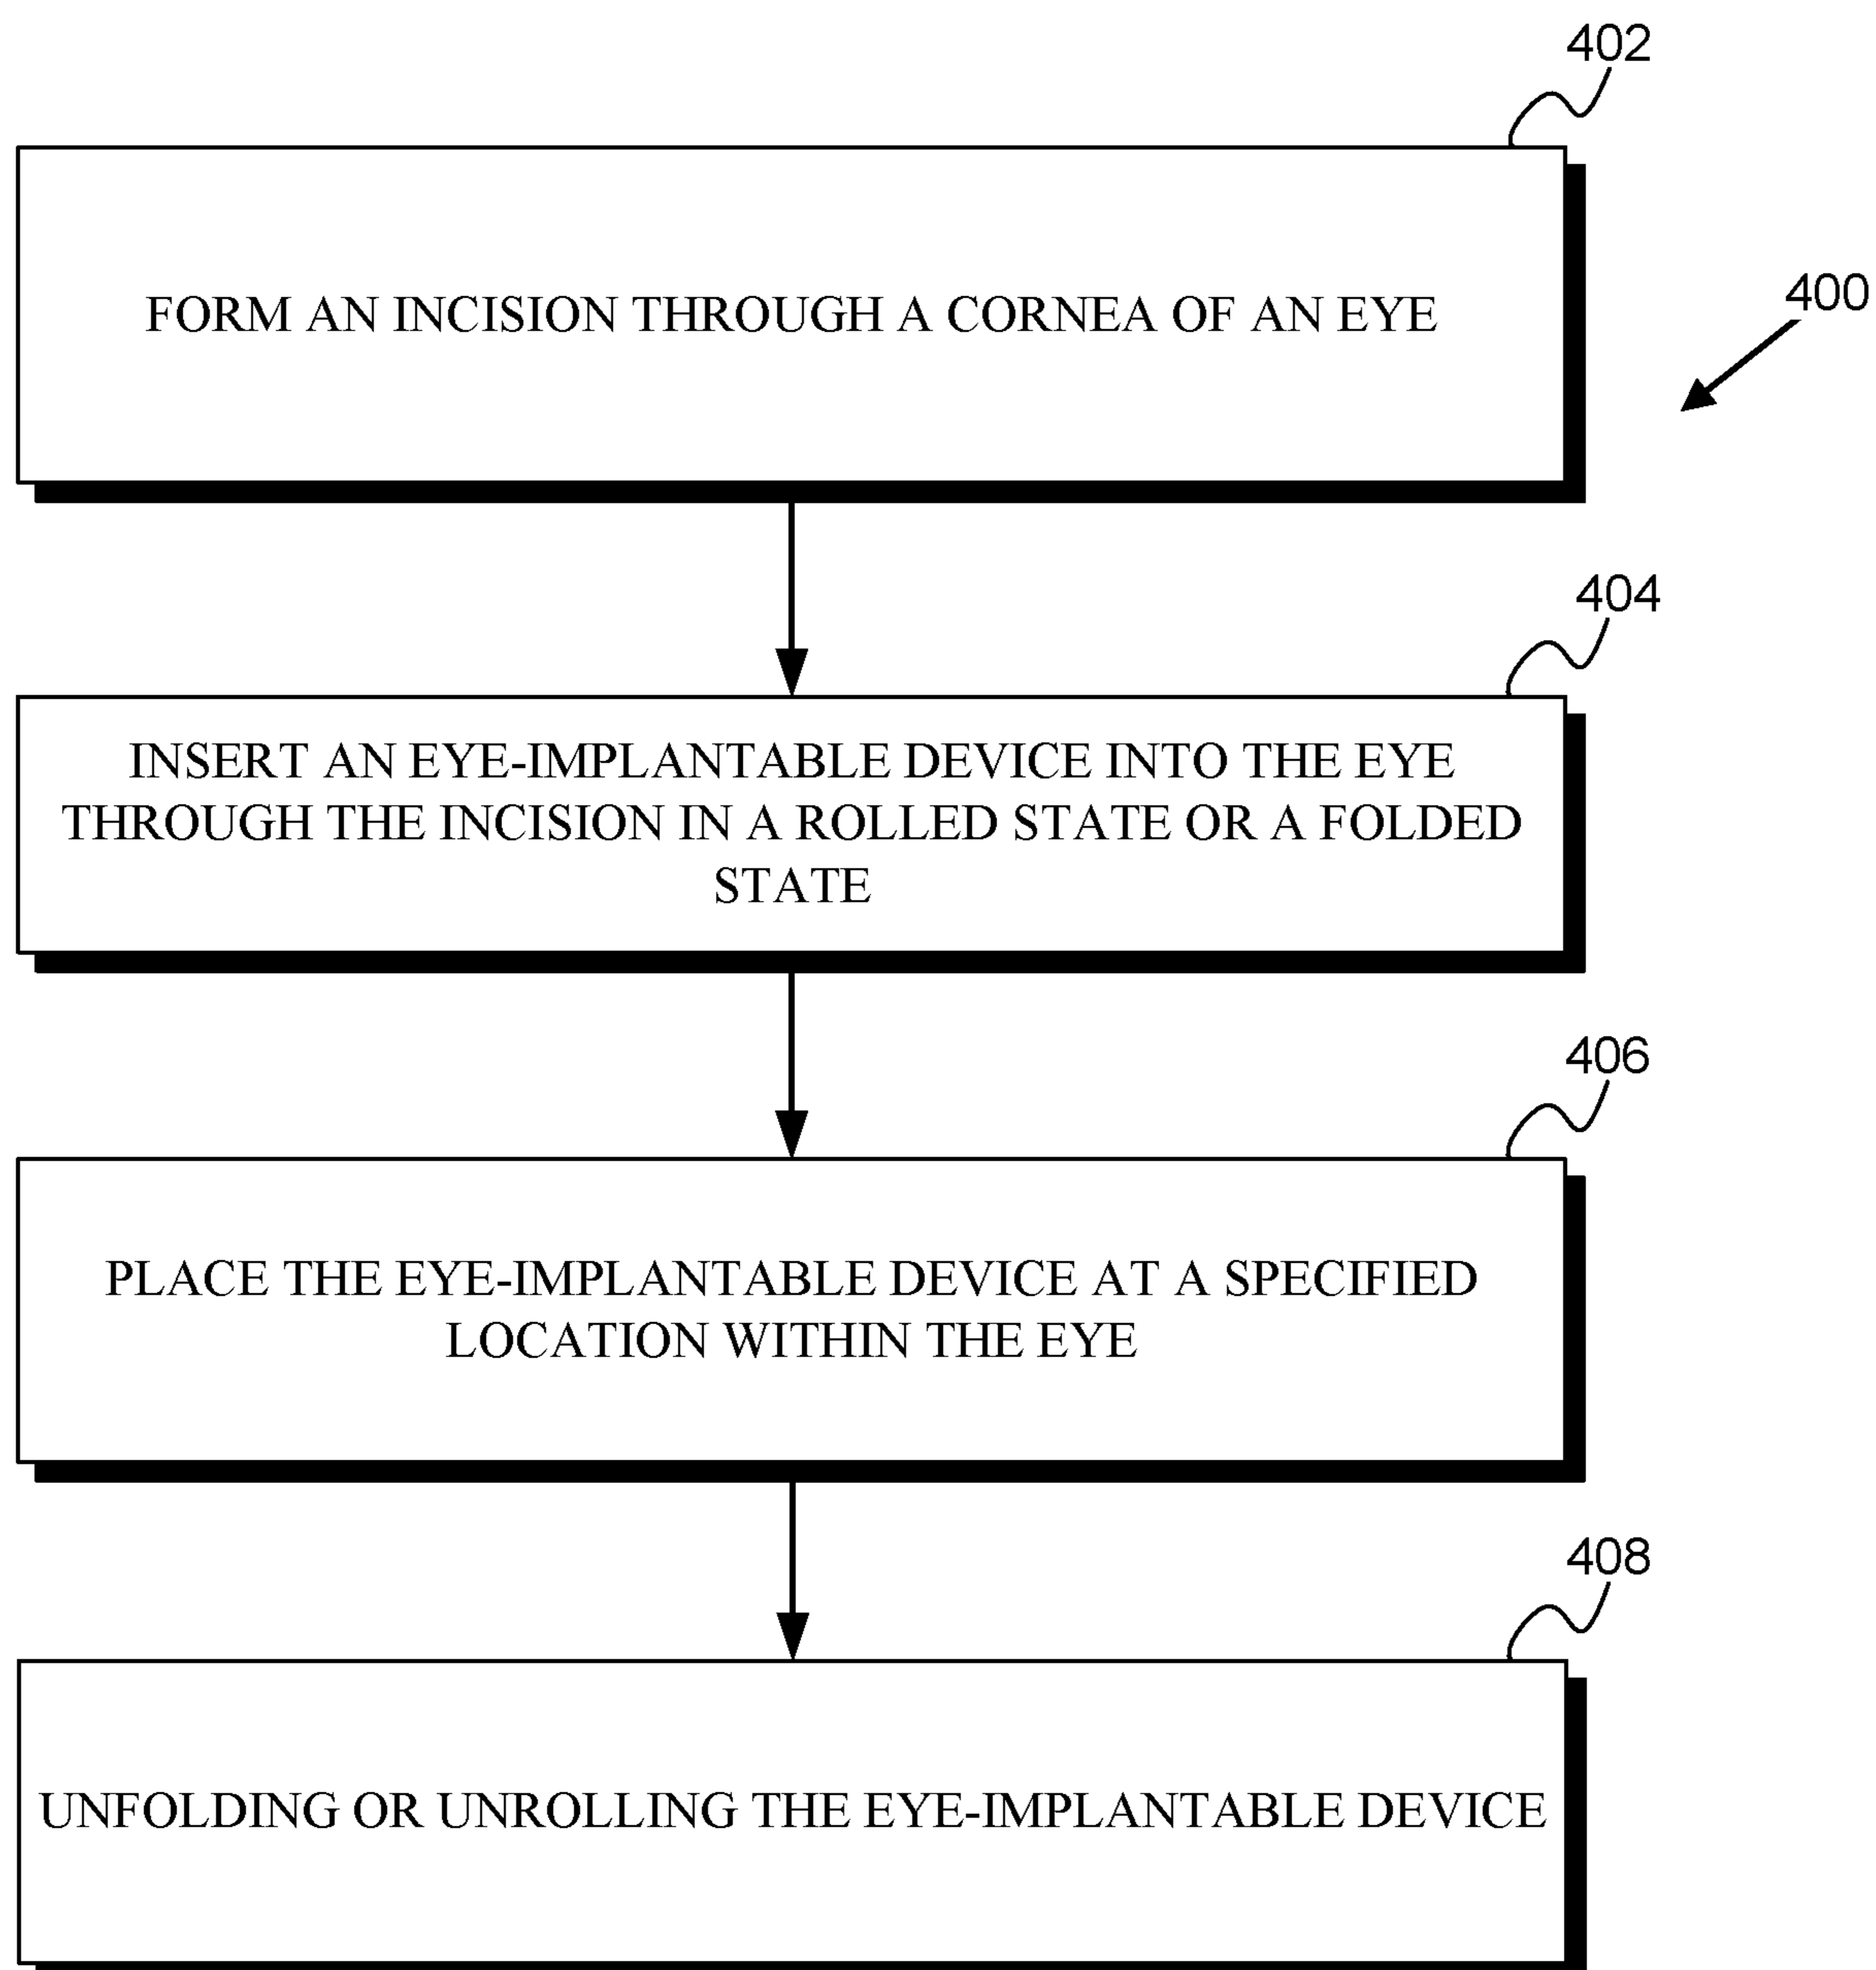 402
FORM AN INCISION THROUGH A CORNEA OF AN EYE
400
404
INSERT AN EYE-IMPLANTABLE DEVICE INTO THE EYE
THROUGH THE INCISION IN A ROLLED STATE OR A FOLDED
STATE
406
PLACE THE EYE-IMPLANTABLE DEVICE AT A SPECIFIED
LOCATION WITHIN THE EYE
408
UNFOLDING OR UNROLLING THE EYE-IMPLANTABLE DEVICE